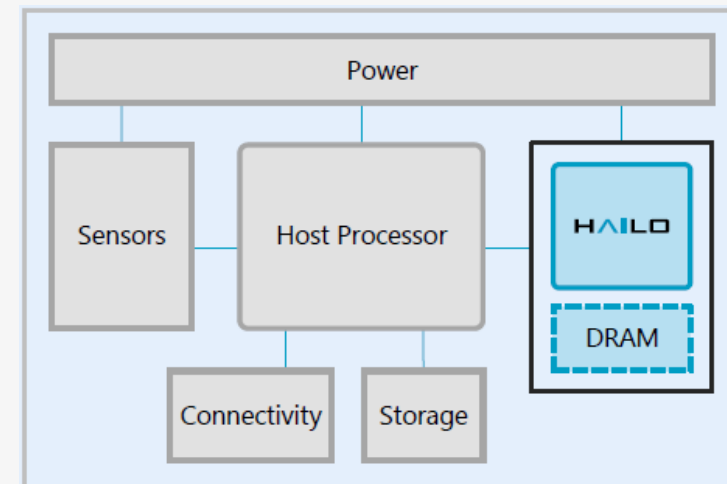 Power
Sensors
Host Processor
HAILO
DRAM
Connectivity
Storage